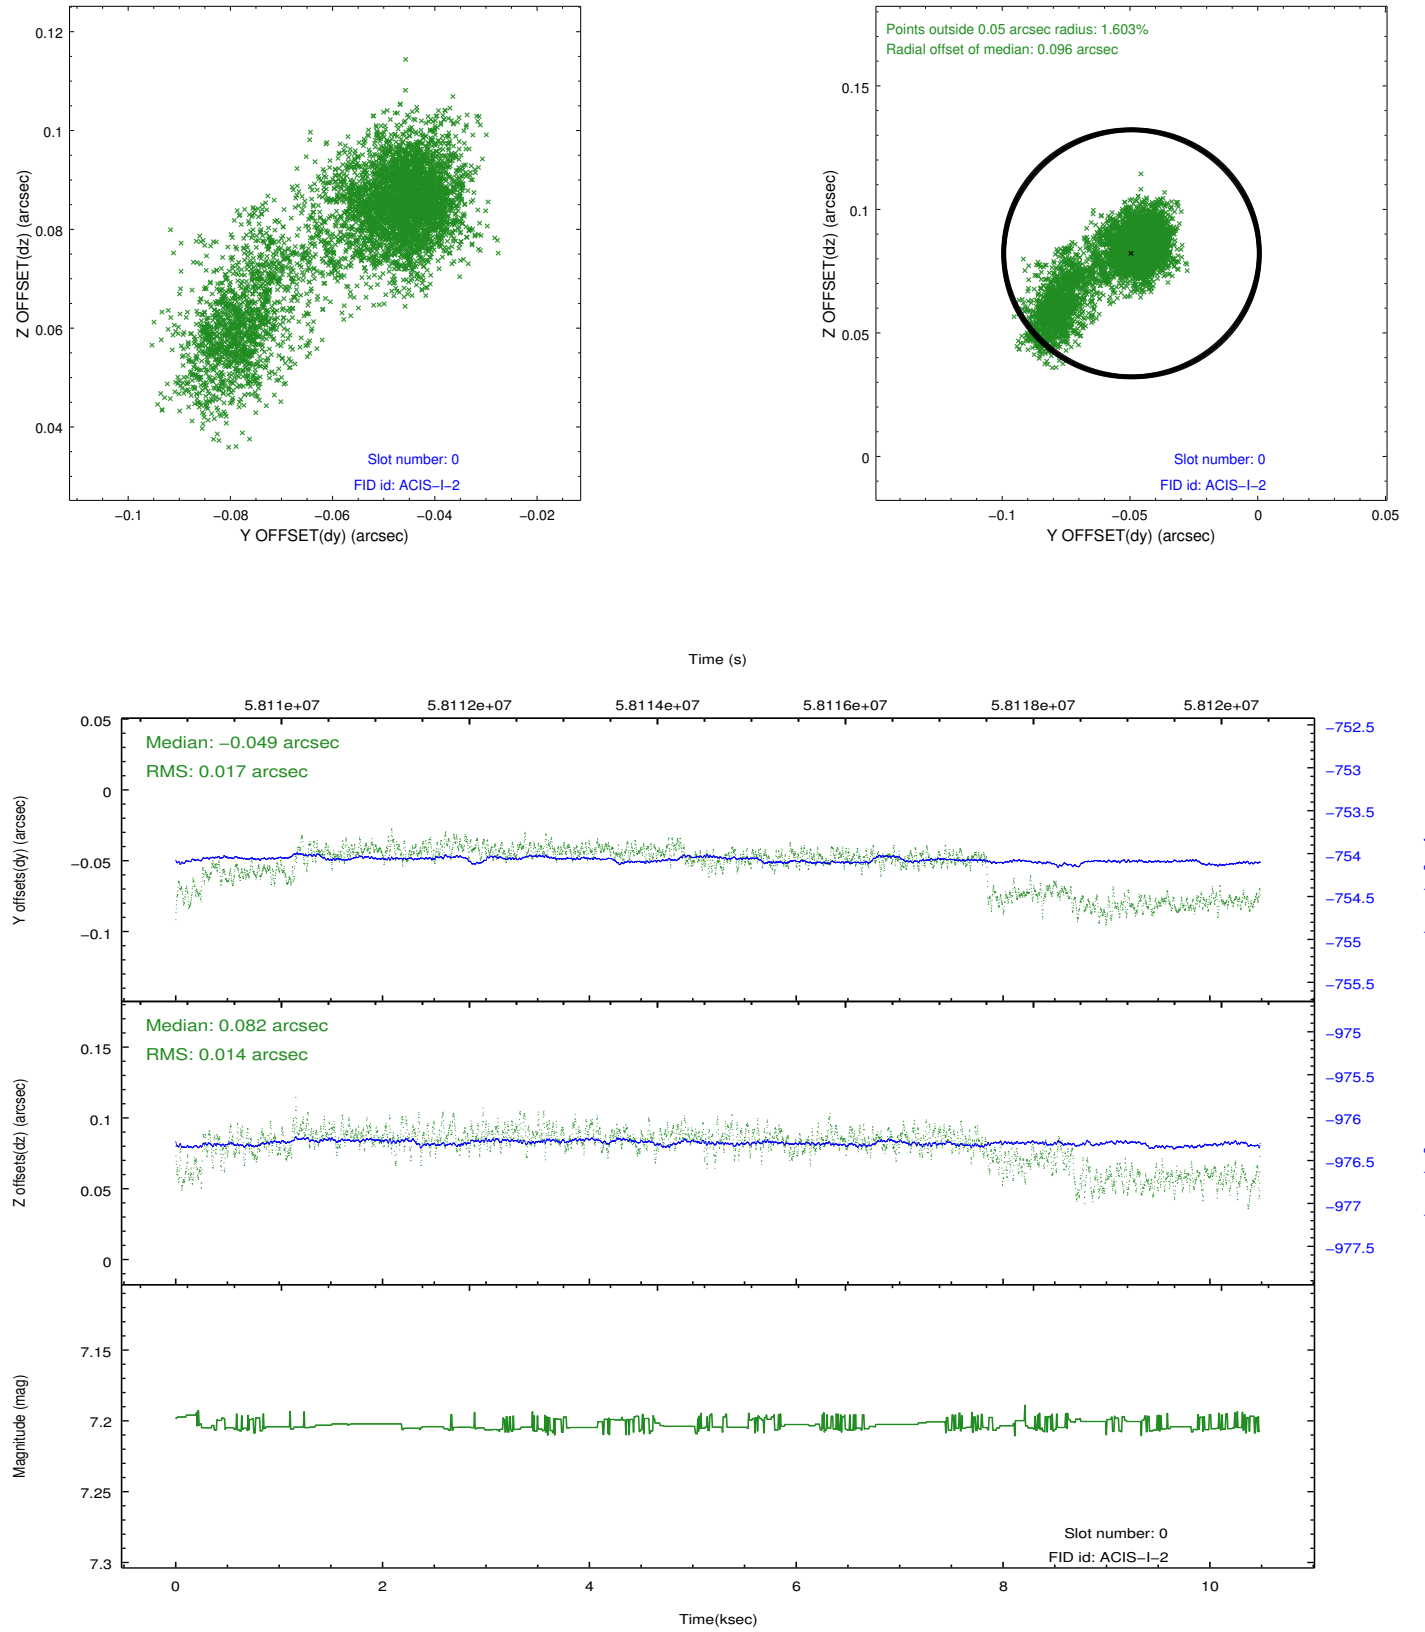 0.12
0.1
0.08
0.06
0.04
Z OFFSET(dz) (arcsec)
Slot number: 0
FID id: ACIS−I−2
−0.1 −0.08 −0.06 −0.04 −0.02
Y OFFSET(dy) (arcsec)
Points outside 0.05 arcsec radius: 1.603%
Radial offset of median: 0.096 arcsec
0.15
0.1
0.05
0
Z OFFSET(dz) (arcsec)
Slot number: 0
FID id: ACIS−I−2
−0.1 −0.05 0 0.05
Y OFFSET(dy) (arcsec)
Time (s)
5.811e+07 5.8112e+07 5.8114e+07 5.8116e+07 5.8118e+07 5.812e+07
Median: −0.049 arcsec
RMS: 0.017 arcsec
0.05
0
−0.05
−0.1
Y offsets(dy) (arcsec)
−752.5
−753
−753.5
−754
−754.5
−755
−755.5
Median: 0.082 arcsec
RMS: 0.014 arcsec
0.15
0.1
0.05
0
Z offsets(dz) (arcsec)
−975
−975.5
−976
−976.5
−977
−977.5
7.15
7.2
7.25
7.3
Magnitude (mag)
Slot number: 0
FID id: ACIS−I−2
0 2 4 6 8 10
Time(ksec)